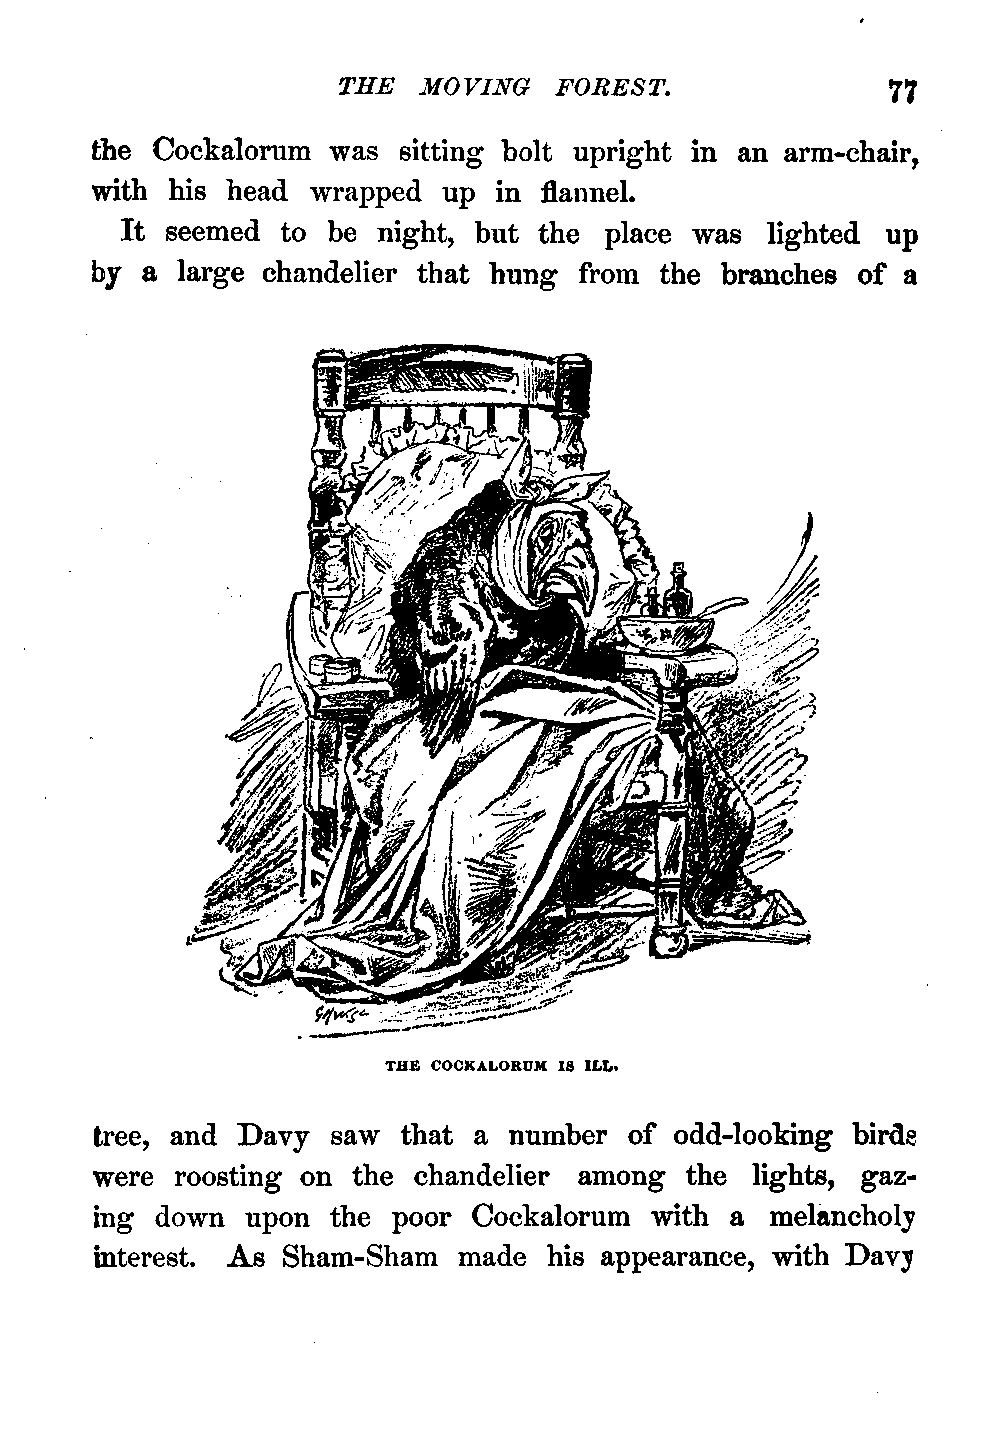 THE MOVING FOREST. 77
the Cockalorum was sitting bolt upright in an arm-chair,
with his head wrapped up in flannel.
It seemed to be night, but the place was lighted up
by a large chandelier that hung from the branches of a
THE COCKALORUM IS ILL.
tree, and Davy saw that a number of odd-looking birds
were roosting on the chandelier among the lights, gaz-
ing down upon the poor Cockalorum with a melancholy
interest. As Sham-Sham made his appearance, with Davy